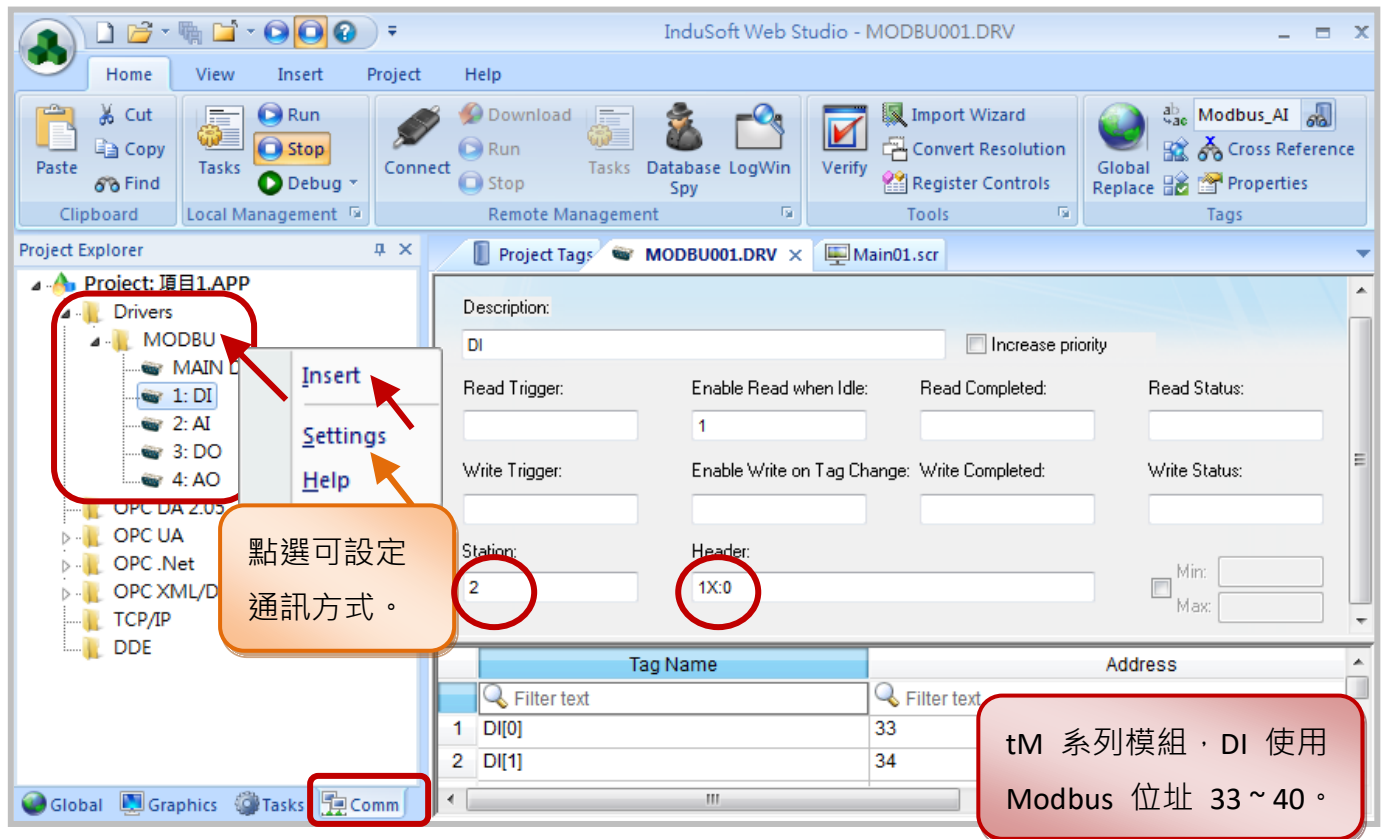 InduSoft Web Studio - MODBU001.DRV
Home View Insert Project Help
Paste
Cut
Copy
Find
Clipboard
Tasks
Run
Stop
Debug
Local Management
Connect
Download
Run
Stop
Tasks
Database Spy
LogWin
Remote Management
Verify
Import Wizard
Convert Resolution
Register Controls
Tools
Global Replace
Modbus_AI
Cross Reference
Properties
Tags
Project Explorer
Project: 項目1.APP
Drivers
MODBU
MAIN
1: DI
2: AI
3: DO
4: AO
OPC DA 2.05
OPC UA
OPC .Net
OPC XML/D
TCP/IP
DDE
Insert
Settings
Help
點選可設定
通訊方式。
Global Graphics Tasks Comm
Project Tags MODBU001.DRV Main01.scr
Description:
DI
Increase priority
Read Trigger: Enable Read when Idle: Read Completed: Read Status:
1
Write Trigger: Enable Write on Tag Change: Write Completed: Write Status:
Station: Header:
2 1X:0
Min:
Max:
Tag Name Address
Filter text Filter text
1 DI[0] 33
2 DI[1] 34
tM 系列模組，DI 使用
Modbus 位址 33 ~ 40。